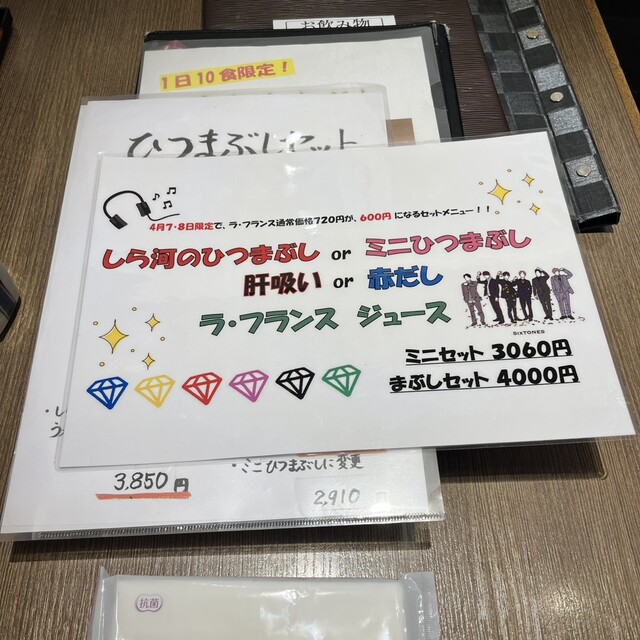 お飲み物
1日10食限定！
ひつまぶしセット
4月7・8日限定で、ラ・フランス通常価格720円が、600円 になるセットメニュー！！
しら河のひつまぶし or ミニひつまぶし
肝吸い or 赤だし
ラ・フランス ジュース
SixTONES
ミニセット 3060円
まぶしセット 4000円
3,850円
・ミニひつまぶしに変更
2,910円
抗菌